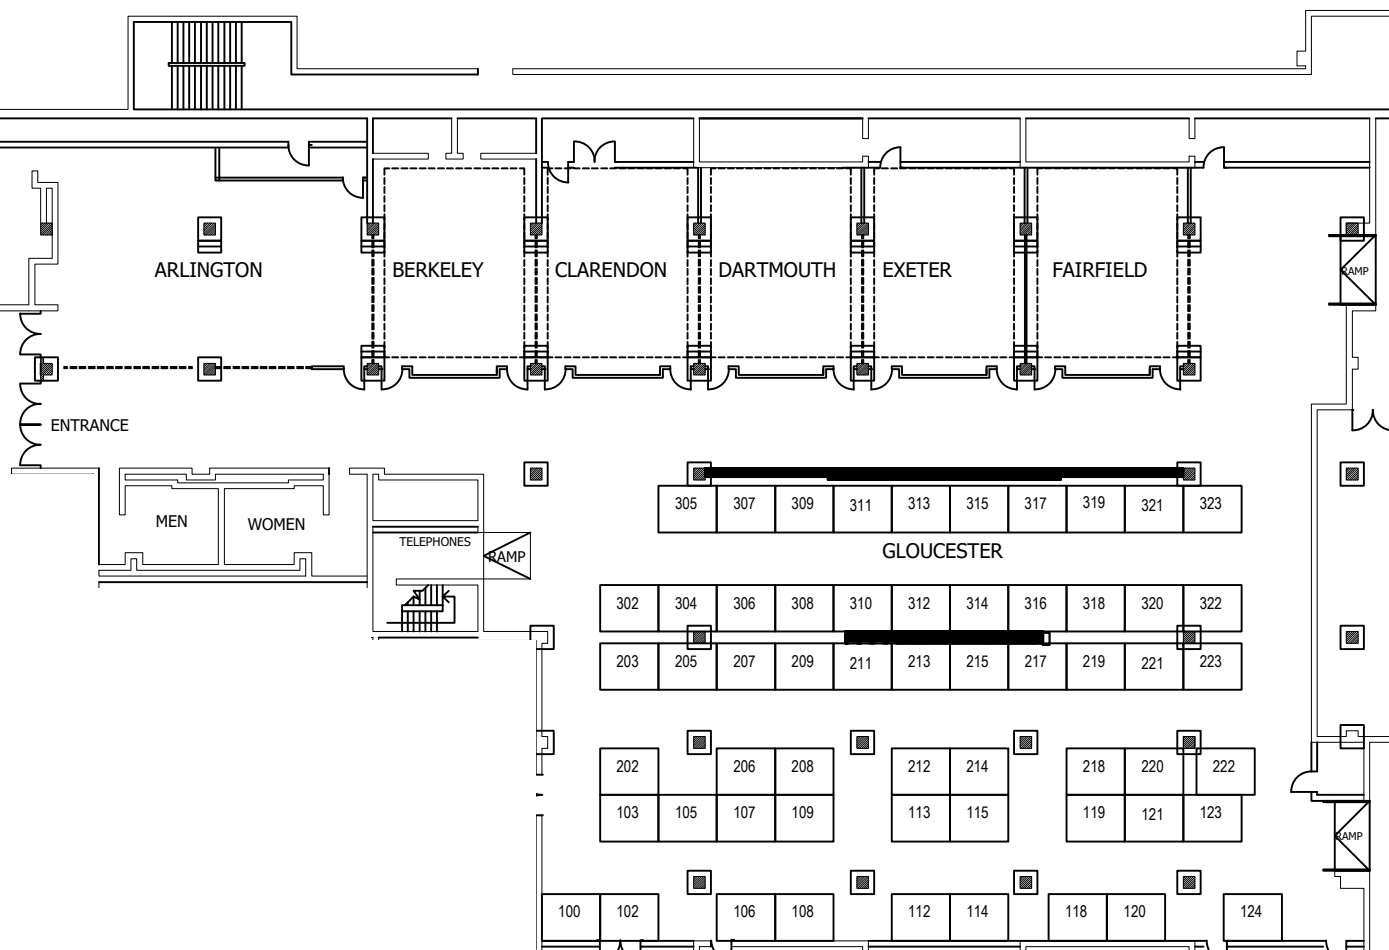 ARLINGTON BERKELEY CLARENDON DARTMOUTH EXETER FAIRFIELD RAMP
ENTRANCE
305 307 309 311 313 315 317 319 321 323
MEN WOMEN
TELEPHONES
RAMP
GLOUCESTER
302 304 306 308 310 312 314 316 318 320 322
203 205 207 209 211 213 215 217 219 221 223
202 206 208 212 214 218 220 222
103 105 107 109 113 115 119 121 123
RAMP
100 102 106 108 112 114 118 120 124